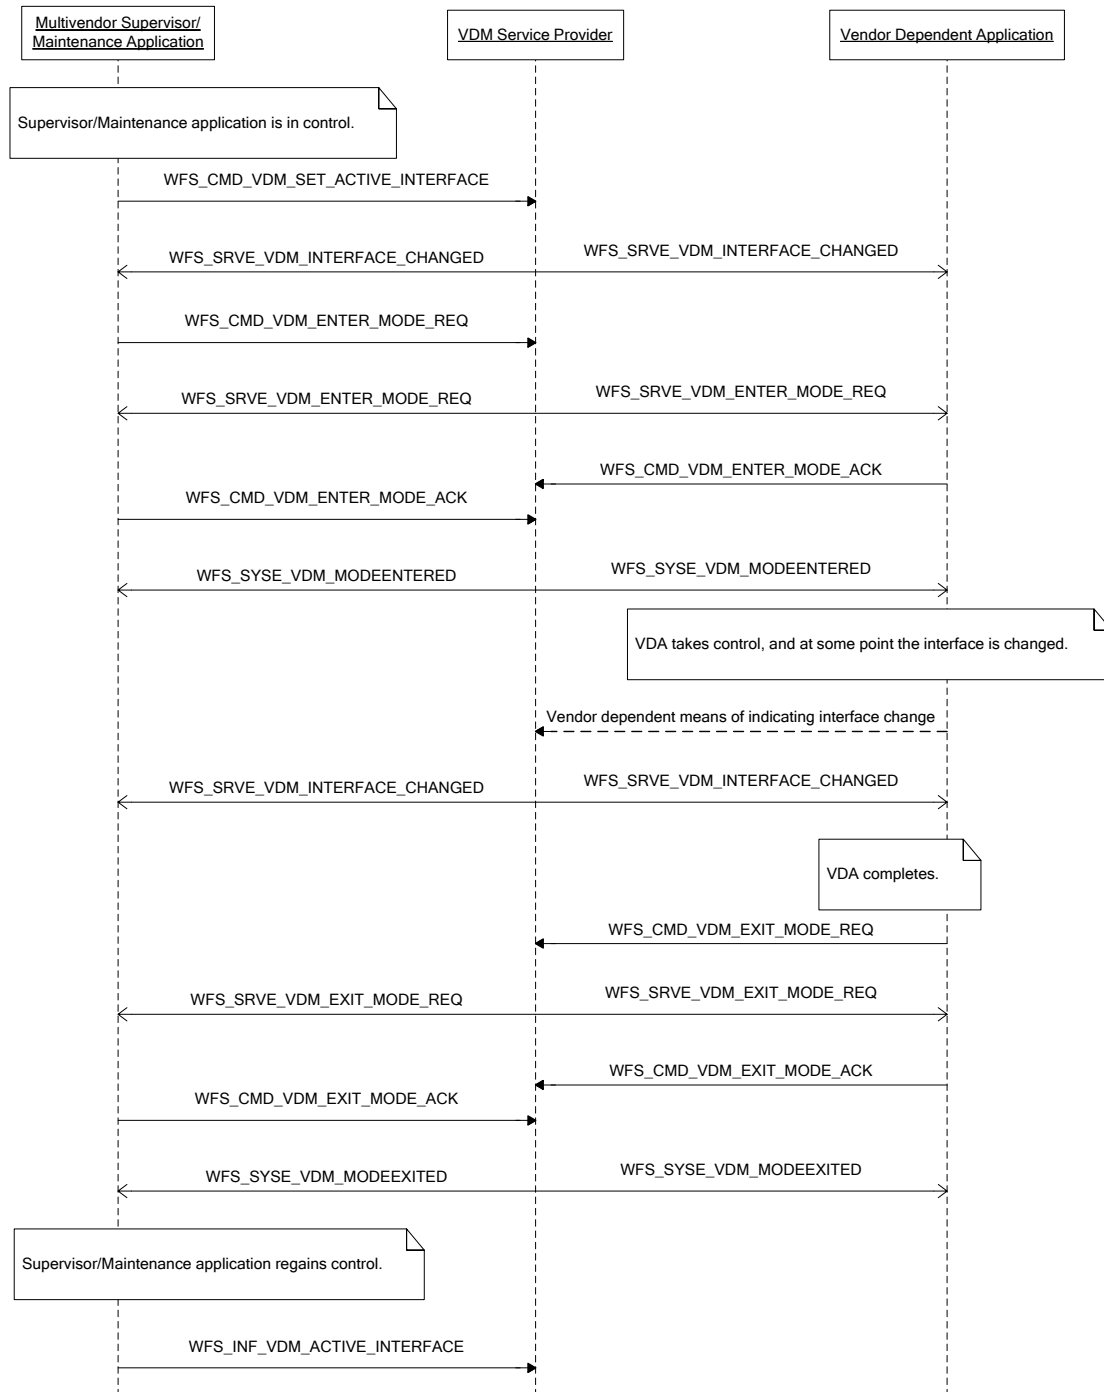 Multivendor Supervisor/
Maintenance Application
VDM Service Provider
Vendor Dependent Application
Supervisor/Maintenance application is in control.
WFS_CMD_VDM_SET_ACTIVE_INTERFACE
WFS_SRVE_VDM_INTERFACE_CHANGED
WFS_SRVE_VDM_INTERFACE_CHANGED
WFS_CMD_VDM_ENTER_MODE_REQ
WFS_SRVE_VDM_ENTER_MODE_REQ
WFS_SRVE_VDM_ENTER_MODE_REQ
WFS_CMD_VDM_ENTER_MODE_ACK
WFS_CMD_VDM_ENTER_MODE_ACK
WFS_SYSE_VDM_MODEENTERED
WFS_SYSE_VDM_MODEENTERED
VDA takes control, and at some point the interface is changed.
Vendor dependent means of indicating interface change
WFS_SRVE_VDM_INTERFACE_CHANGED
WFS_SRVE_VDM_INTERFACE_CHANGED
VDA completes.
WFS_CMD_VDM_EXIT_MODE_REQ
WFS_SRVE_VDM_EXIT_MODE_REQ
WFS_SRVE_VDM_EXIT_MODE_REQ
WFS_CMD_VDM_EXIT_MODE_ACK
WFS_CMD_VDM_EXIT_MODE_ACK
WFS_SYSE_VDM_MODEEXITED
WFS_SYSE_VDM_MODEEXITED
Supervisor/Maintenance application regains control.
WFS_INF_VDM_ACTIVE_INTERFACE